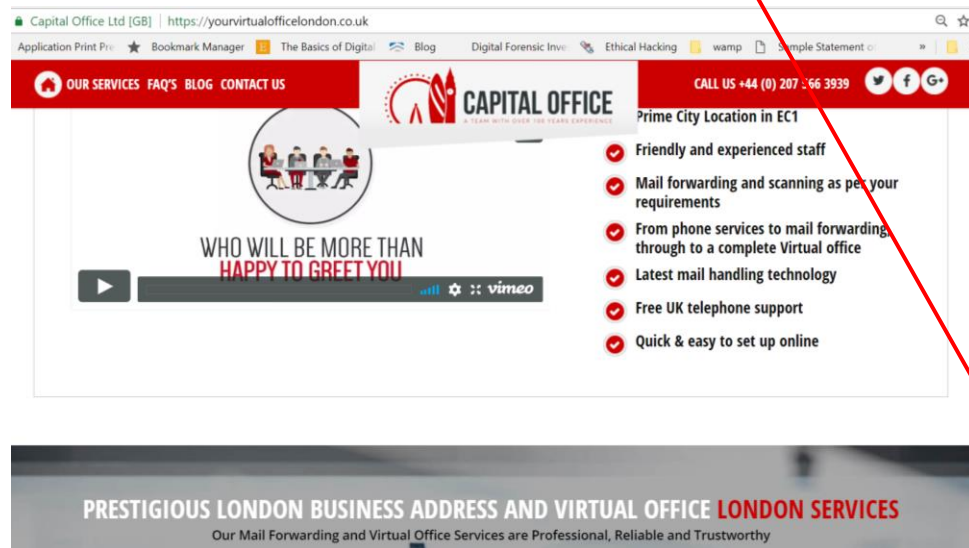 Capital Office Ltd [GB] | https://yourvirtualofficelondon.co.uk
Application Print Pre Bookmark Manager The Basics of Digital Blog Digital Forensic Inve Ethical Hacking wamp Sample Statement o »
OUR SERVICES FAQ'S BLOG CONTACT US
CAPITAL OFFICE
A TEAM WITH OVER 100 YEARS EXPERIENCE
CALL US +44 (0) 207 566 3939
Prime City Location in EC1
Friendly and experienced staff
Mail forwarding and scanning as per your
requirements
From phone services to mail forwarding,
through to a complete Virtual office
Latest mail handling technology
Free UK telephone support
Quick & easy to set up online
WHO WILL BE MORE THAN
HAPPY TO GREET YOU
vimeo
PRESTIGIOUS LONDON BUSINESS ADDRESS AND VIRTUAL OFFICE LONDON SERVICES
Our Mail Forwarding and Virtual Office Services are Professional, Reliable and Trustworthy